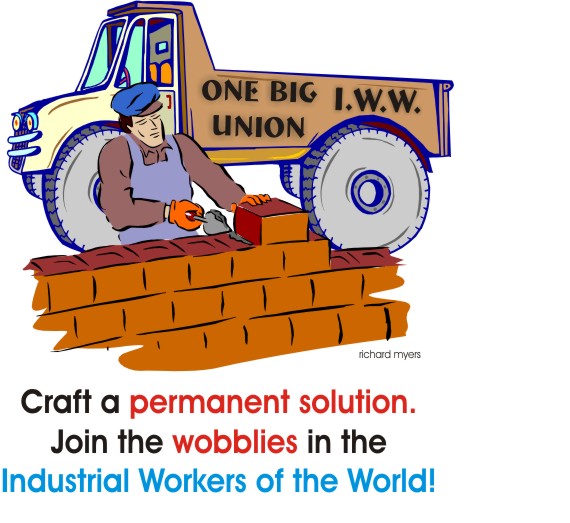 ONE BIG I.W.W.
UNION
richard myers
Craft a permanent solution.
Join the wobblies in the
Industrial Workers of the World!